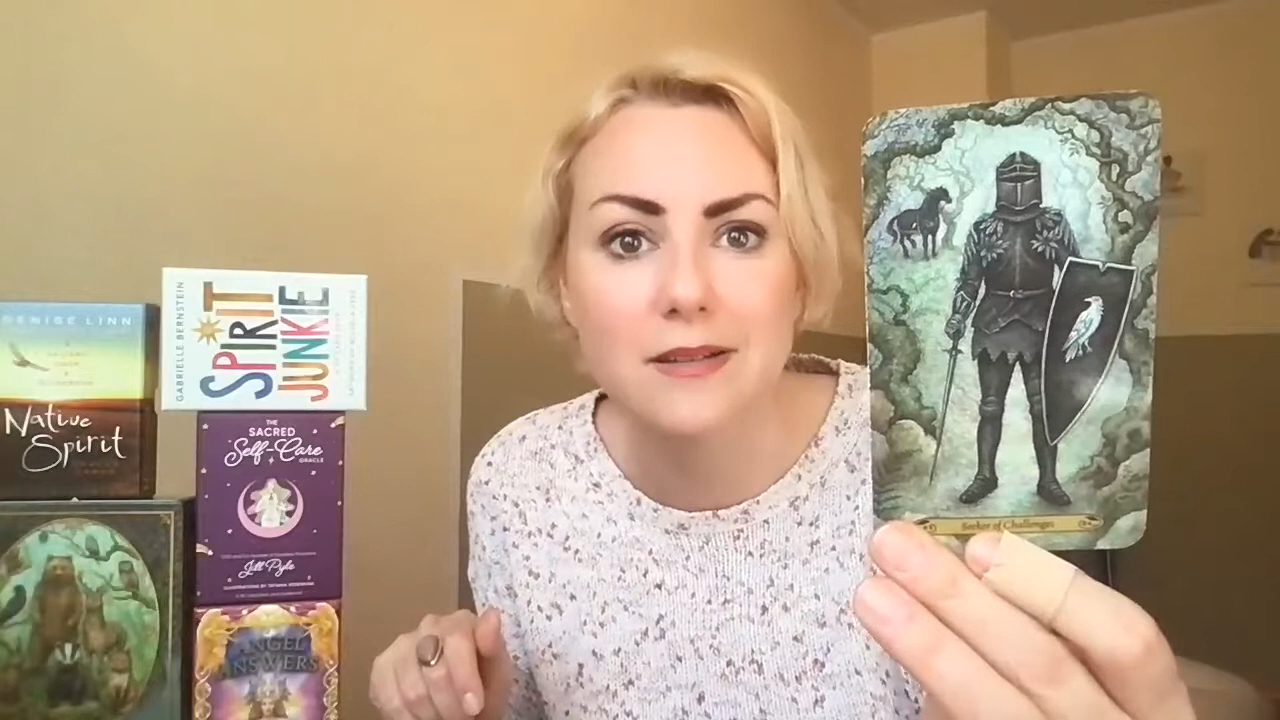 DENISE LINN
Native
Spirit
GABRIELLE BERNSTEIN
SPIRIT
JUNKIE
THE
SACRED
Self-Care
ORACLE
Jill Pyle
ANGEL
ANSWERS
Seeker of Challenges